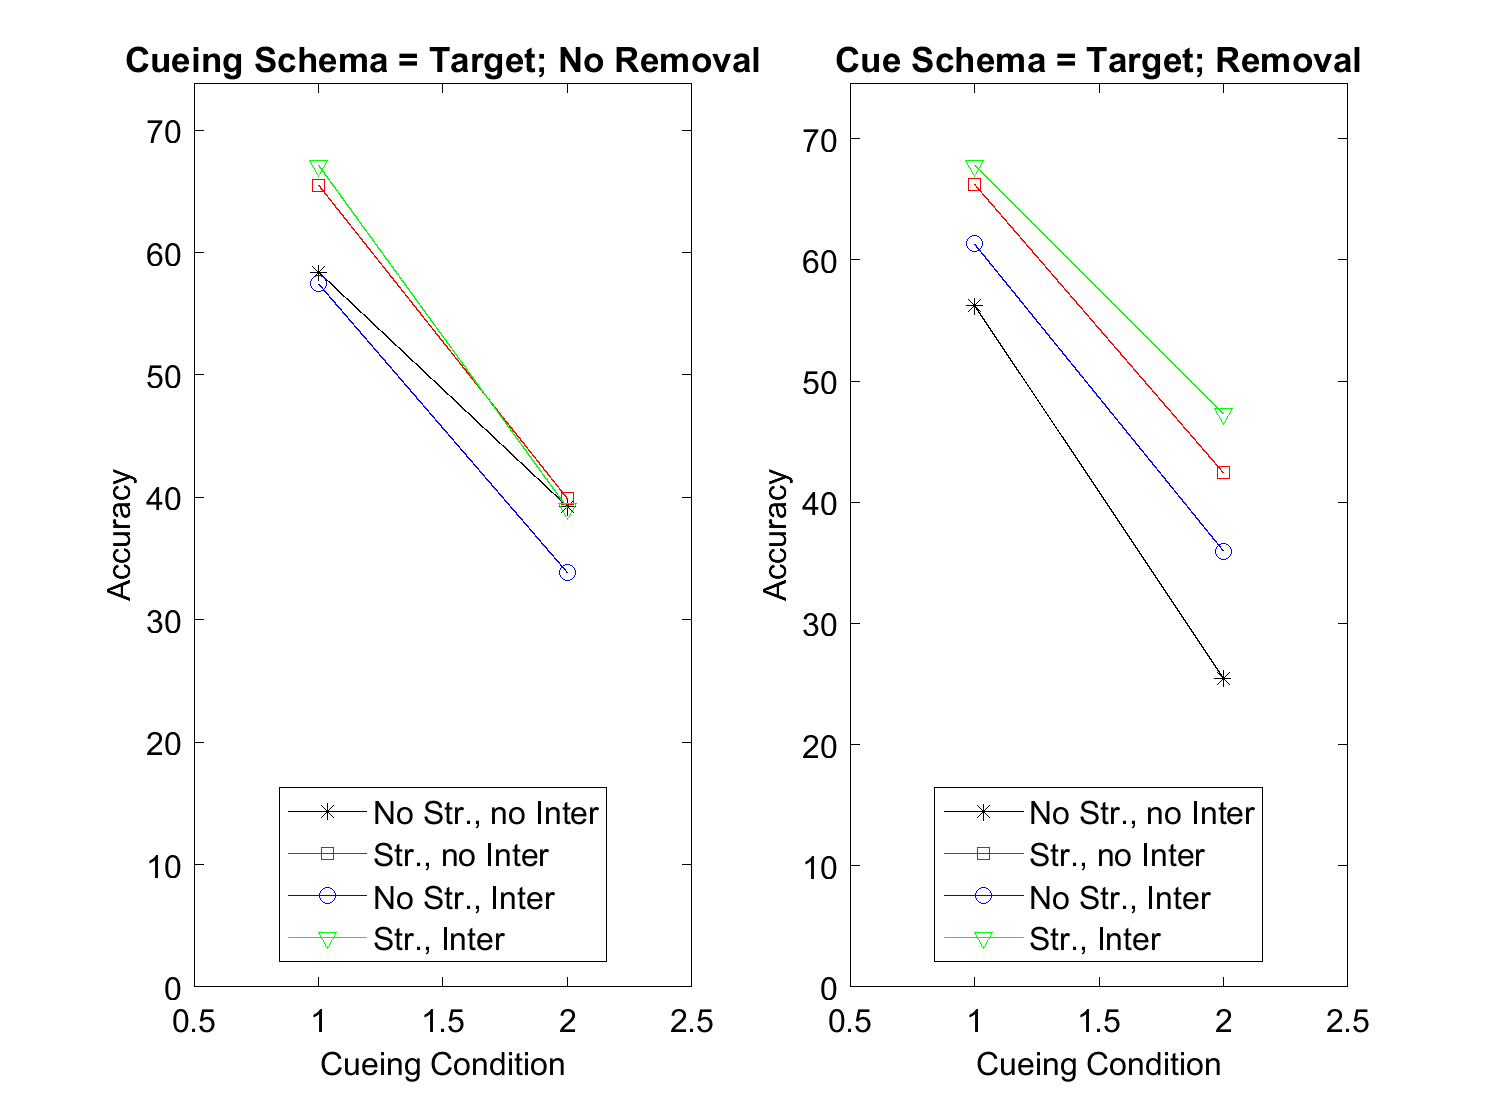 Cueing Schema = Target; No Removal
70
60
50
40
30
20
10
0
Accuracy
0.5 1 1.5 2 2.5
Cueing Condition
No Str., no Inter
Str., no Inter
No Str., Inter
Str., Inter
Cue Schema = Target; Removal
70
60
50
40
30
20
10
0
Accuracy
0.5 1 1.5 2 2.5
Cueing Condition
No Str., no Inter
Str., no Inter
No Str., Inter
Str., Inter